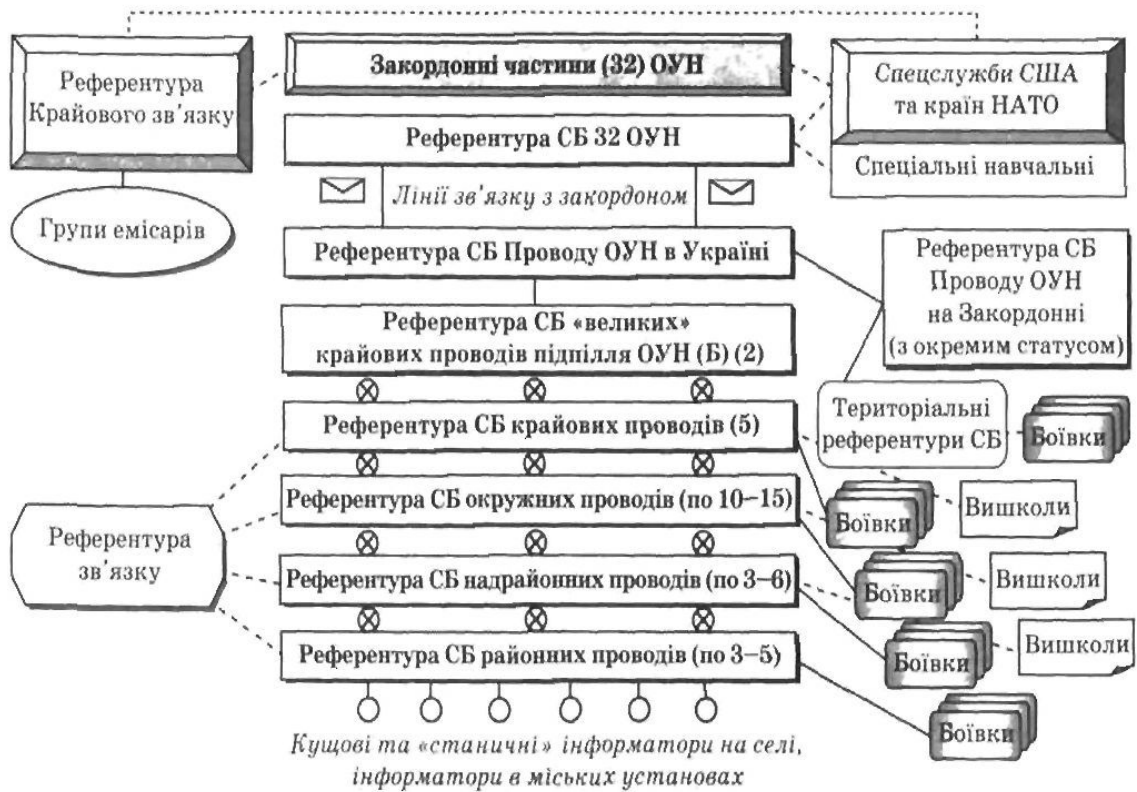 Референтура
Крайового зв'язку
Групи емісарів
Закордонні частини (32) ОУН
Референтура СБ 32 ОУН
Лінії зв'язку з закордоном
Спецслужби США
та країн НАТО
Спеціальні навчальні
Референтура СБ Проводу ОУН в Україні
Референтура СБ
Проводу ОУН
на Закордонні
(з окремим статусом)
Референтура СБ «великих»
крайових проводів підпілля ОУН (Б) (2)
Територіальні
референтури СБ
Боївки
Референтура СБ крайових проводів (5)
Боївки
Вишколи
Референтура СБ окружних проводів (по 10–15)
Боївки
Вишколи
Референтура
зв'язку
Референтура СБ надрайонних проводів (по 3–6)
Боївки
Вишколи
Референтура СБ районних проводів (по 3–5)
Боївки
Кущові та «станичні» інформатори на селі,
інформатори в міських установах